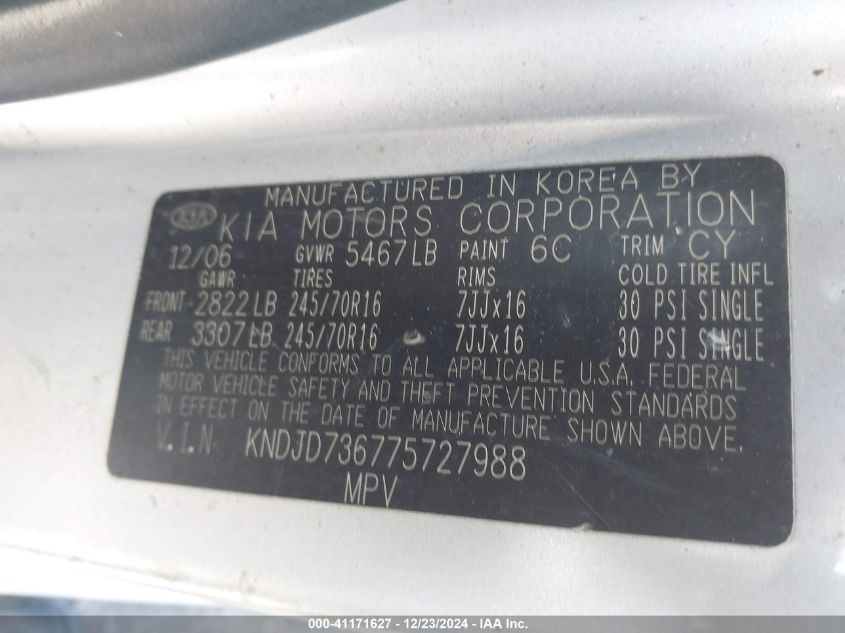 MANUFACTURED IN KOREA BY
KIA KIA MOTORS CORPORATION
12/06 GVWR 5467LB PAINT 6C TRIM CY
GAWR TIRES RIMS COLD TIRE INFL
FRONT 2822LB 245/70R16 7JJx16 30 PSI SINGLE
REAR 3307LB 245/70R16 7JJx16 30 PSI SINGLE
THIS VEHICLE CONFORMS TO ALL APPLICABLE U.S.A. FEDERAL
MOTOR VEHICLE SAFETY AND THEFT PREVENTION STANDARDS
IN EFFECT ON THE DATE OF MANUFACTURE SHOWN ABOVE.
V.I.N KNDJD736775727988
MPV
000-41171627 - 12/23/2024 - IAA Inc.